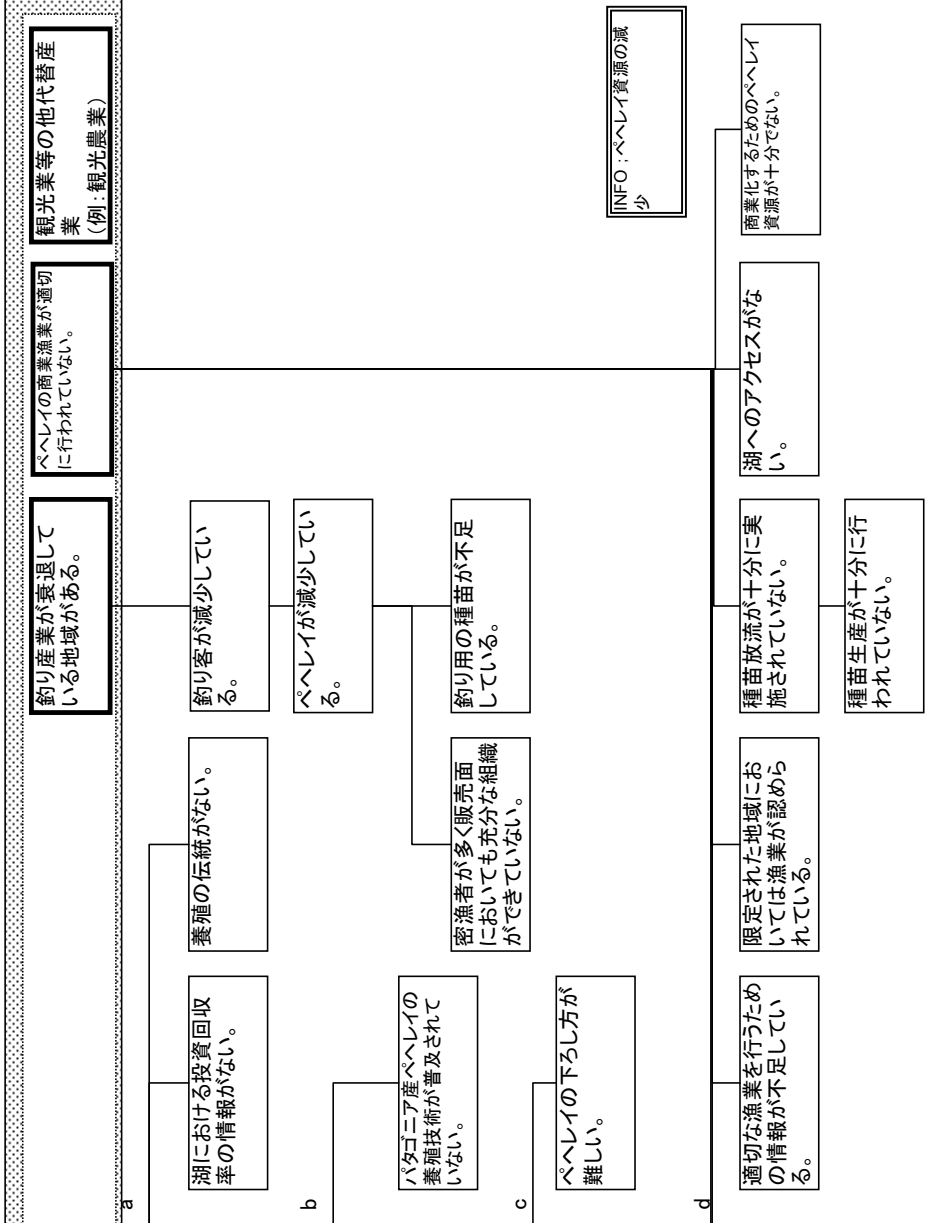 釣り産業が衰退して
いる地域がある。
ペヘレイの商業漁業が適切
に行われていない。
観光業等の他代替産
業
(例:観光農業)
a
湖における投資回収
率の情報がない。
養殖の伝統がない。
釣り客が減少してい
る。
ペヘレイが減少してい
る。
b
パタゴニア産ペヘレイの
養殖技術が普及されて
いない。
密漁者が多く販売面
においても充分な組織
ができていない。
釣り用の種苗が不足
している。
c
ペヘレイの下ろし方が
難しい。
INFO ;ペヘレイ資源の減
少
d
適切な漁業を行うため
の情報が不足してい
る。
限定された地域にお
いては漁業が認めら
れている。
種苗放流が十分に実
施されていない。
湖へのアクセスがな
い。
商業化するためのペヘレイ
資源が十分でない。
種苗生産が十分に行
われていない。